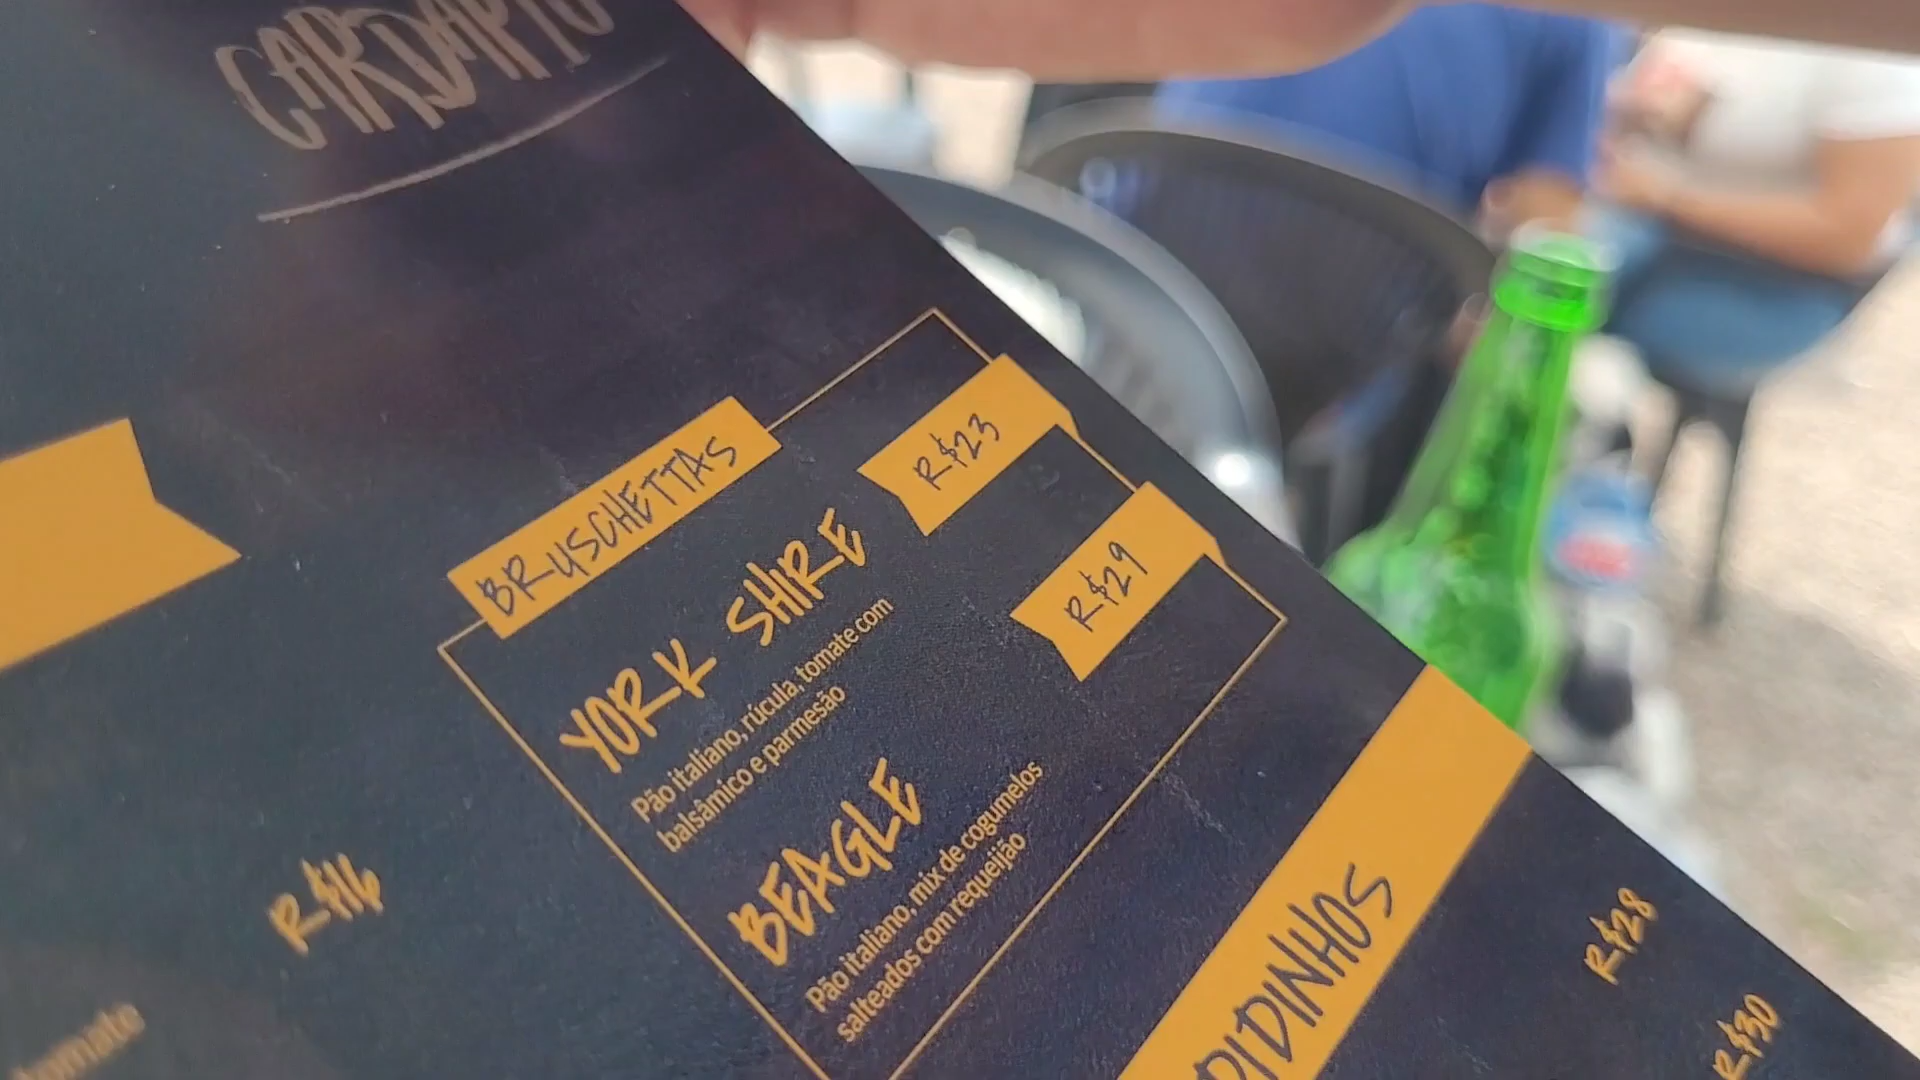 CARDÁPIO
BRUSCHETTAS
YORK SHIRE
R$23
Pão italiano, rúcula, tomate com
balsâmico e parmesão
BEAGLE
R$29
Pão italiano, mix de cogumelos
salteados com requeijão
R$16
tomate
R$28
R$30